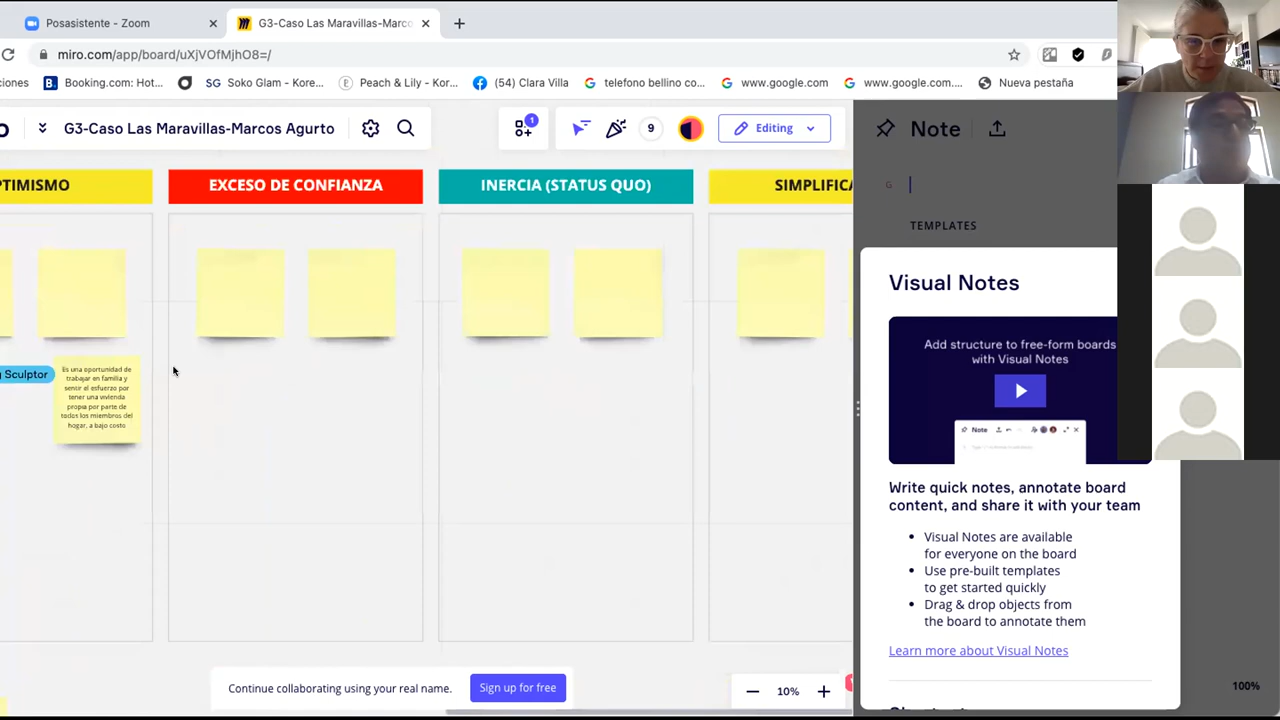 Posasistente - Zoom
G3-Caso Las Maravillas-Marcos
miro.com/app/board/uXjVOfMjhO8=/
ciones
Booking.com: Hot...
SG Soko Glam - Kore...
Peach & Lily - Kor...
(54) Clara Villa
telefono bellino co...
www.google.com
www.google.com....
Nueva pestaña
G3-Caso Las Maravillas-Marcos Agurto
1
9
Editing
Note
G
TEMPLATES
PTIMISMO
EXCESO DE CONFIANZA
INERCIA (STATUS QUO)
SIMPLIFICA
Sculptor
Es una oportunidad de
trabajar en familia y
sentir el esfuerzo por
tener una vivienda
propia por parte de
todos los miembros del
hogar, a bajo costo
Visual Notes
Add structure to free-form boards
with Visual Notes
Note
Write quick notes, annotate board
content, and share it with your team
• Visual Notes are available
for everyone on the board
• Use pre-built templates
to get started quickly
• Drag & drop objects from
the board to annotate them
Learn more about Visual Notes
Continue collaborating using your real name.
Sign up for free
10%
100%